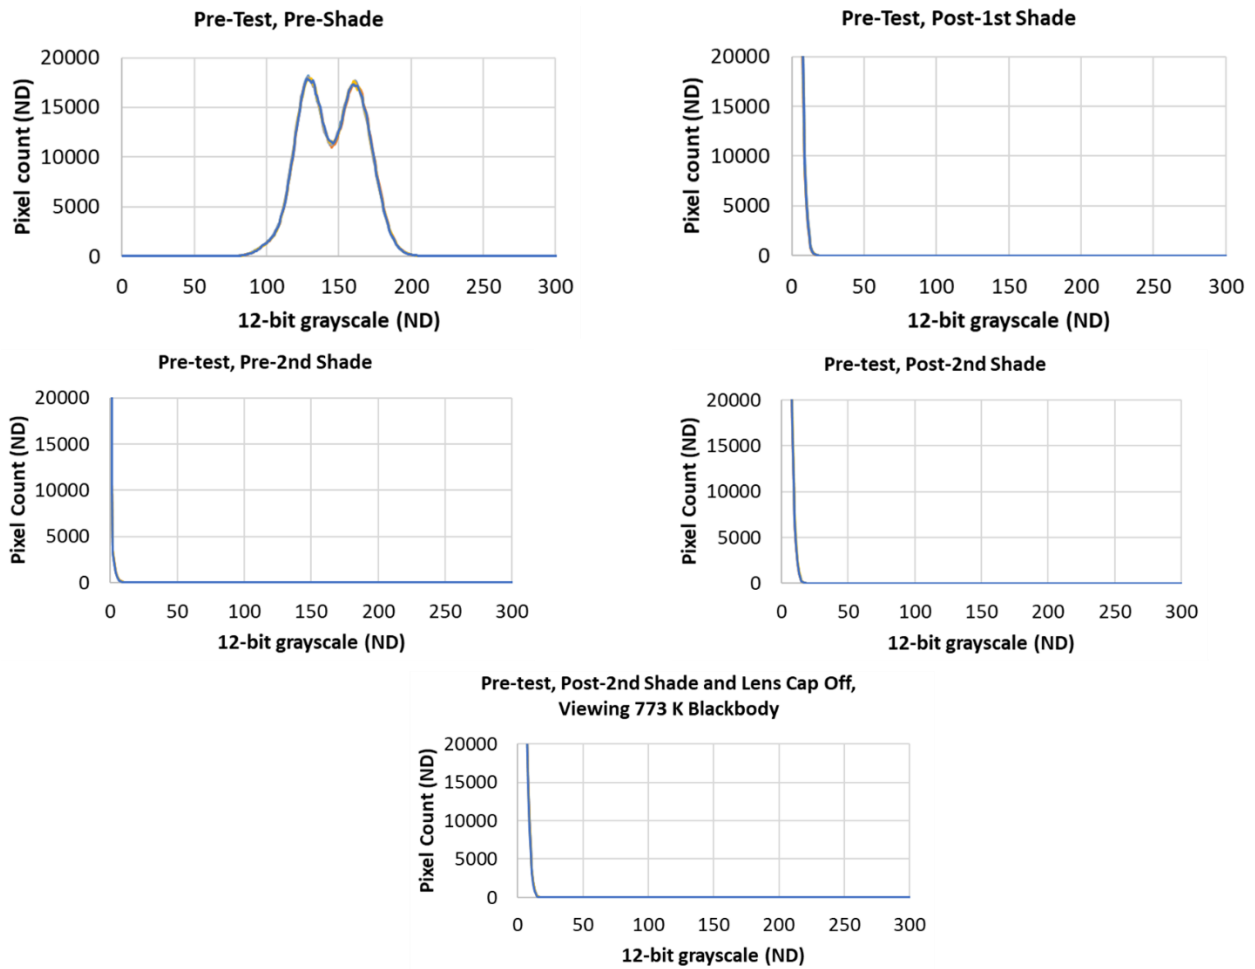 Pre-Test, Pre-Shade
20000
15000
10000
5000
0
Pixel count (ND)
0 50 100 150 200 250 300
12-bit grayscale (ND)
Pre-Test, Post-1st Shade
20000
15000
10000
5000
0
Pixel count (ND)
0 50 100 150 200 250 300
12-bit grayscale (ND)
Pre-test, Pre-2nd Shade
20000
15000
10000
5000
0
Pixel Count (ND)
0 50 100 150 200 250 300
12-bit grayscale (ND)
Pre-test, Post-2nd Shade
20000
15000
10000
5000
0
Pixel Count (ND)
0 50 100 150 200 250 300
12-bit grayscale (ND)
Pre-test, Post-2nd Shade and Lens Cap Off,
Viewing 773 K Blackbody
20000
15000
10000
5000
0
Pixel Count (ND)
0 50 100 150 200 250 300
12-bit grayscale (ND)